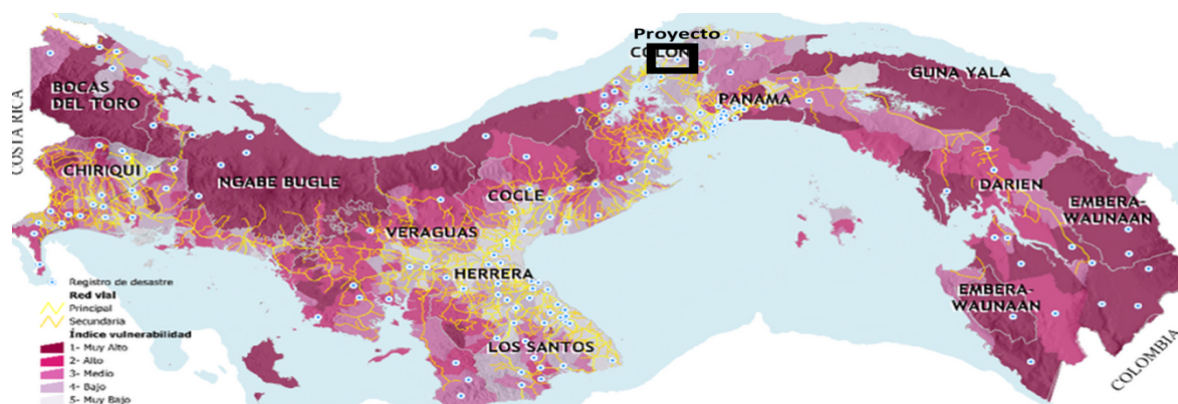 Proyecto
COLON
BOCAS
DEL TORO
GUNA YALA
PANAMA
COSTA RICA
CHIRIQUI
NGABE BUGLE
COCLE
DARIEN
VERAGUAS
EMBERA-
WAUNAAN
HERRERA
EMBERA-
WAUNAAN
LOS SANTOS
COLOMBIA
Registro de desastre
Red vial
Principal
Secundaria
Índice vulnerabilidad
1- Muy Alto
2- Alto
3- Medio
4- Bajo
5- Muy Bajo